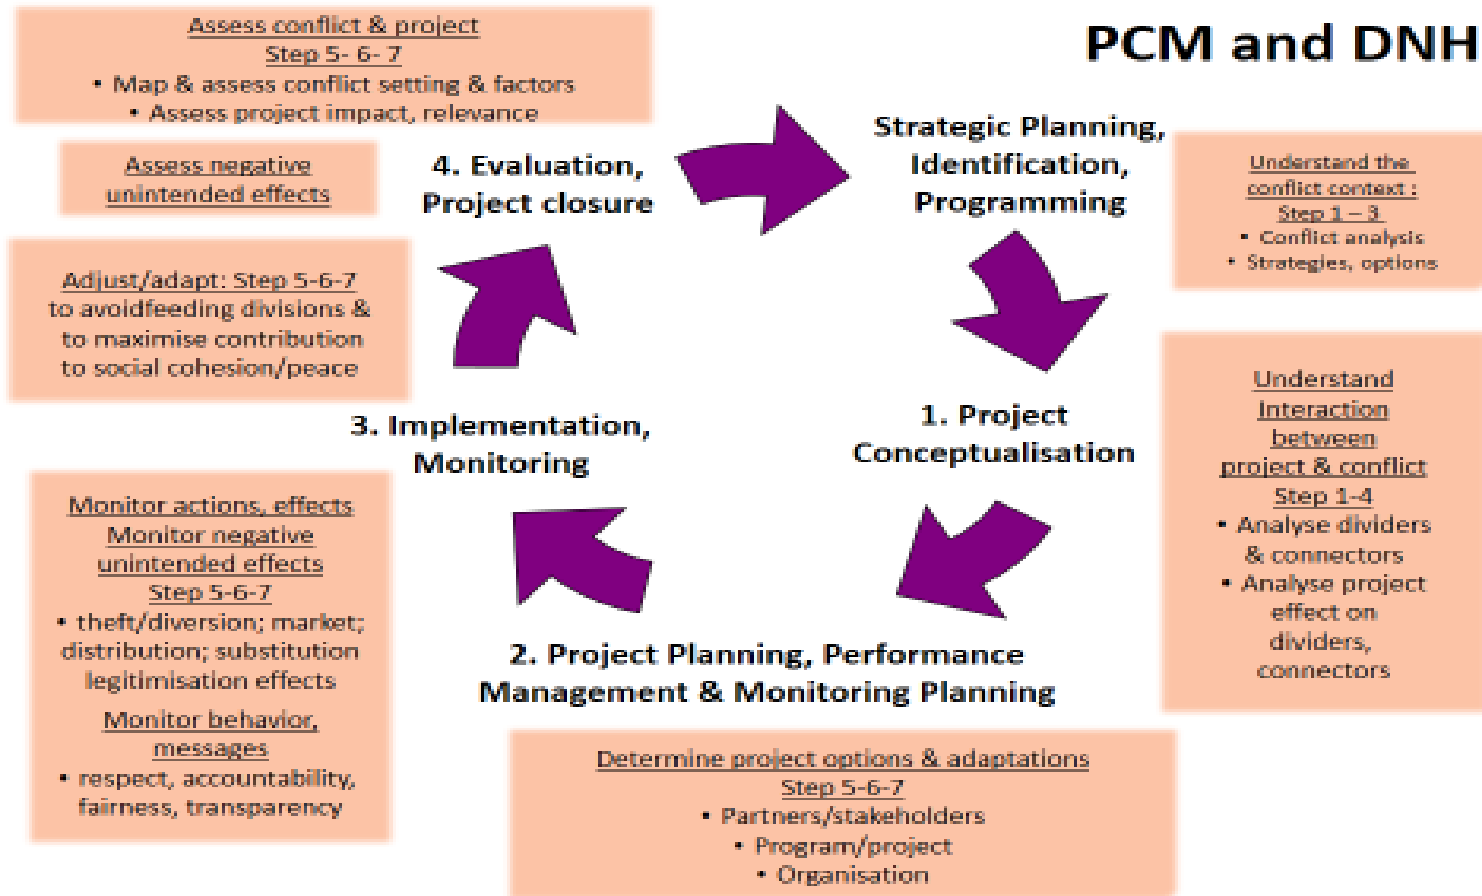 PCM and DNH
Assess conflict & project
Step 5- 6- 7
• Map & assess conflict setting & factors
• Assess project impact, relevance
Assess negative
unintended effects
4. Evaluation,
Project closure
Strategic Planning,
Identification,
Programming
Understand the
conflict context :
Step 1 – 3
• Conflict analysis
• Strategies, options
Adjust/adapt: Step 5-6-7
to avoidfeeding divisions &
to maximise contribution
to social cohesion/peace
3. Implementation,
Monitoring
1. Project
Conceptualisation
Understand
Interaction
between
project & conflict
Step 1-4
• Analyse dividers
& connectors
• Analyse project
effect on
dividers,
connectors
Monitor actions, effects
Monitor negative
unintended effects
Step 5-6-7
• theft/diversion; market;
distribution; substitution
legitimisation effects
Monitor behavior,
messages
• respect, accountability,
fairness, transparency
2. Project Planning, Performance
Management & Monitoring Planning
Determine project options & adaptations
Step 5-6-7
• Partners/stakeholders
• Program/project
• Organisation